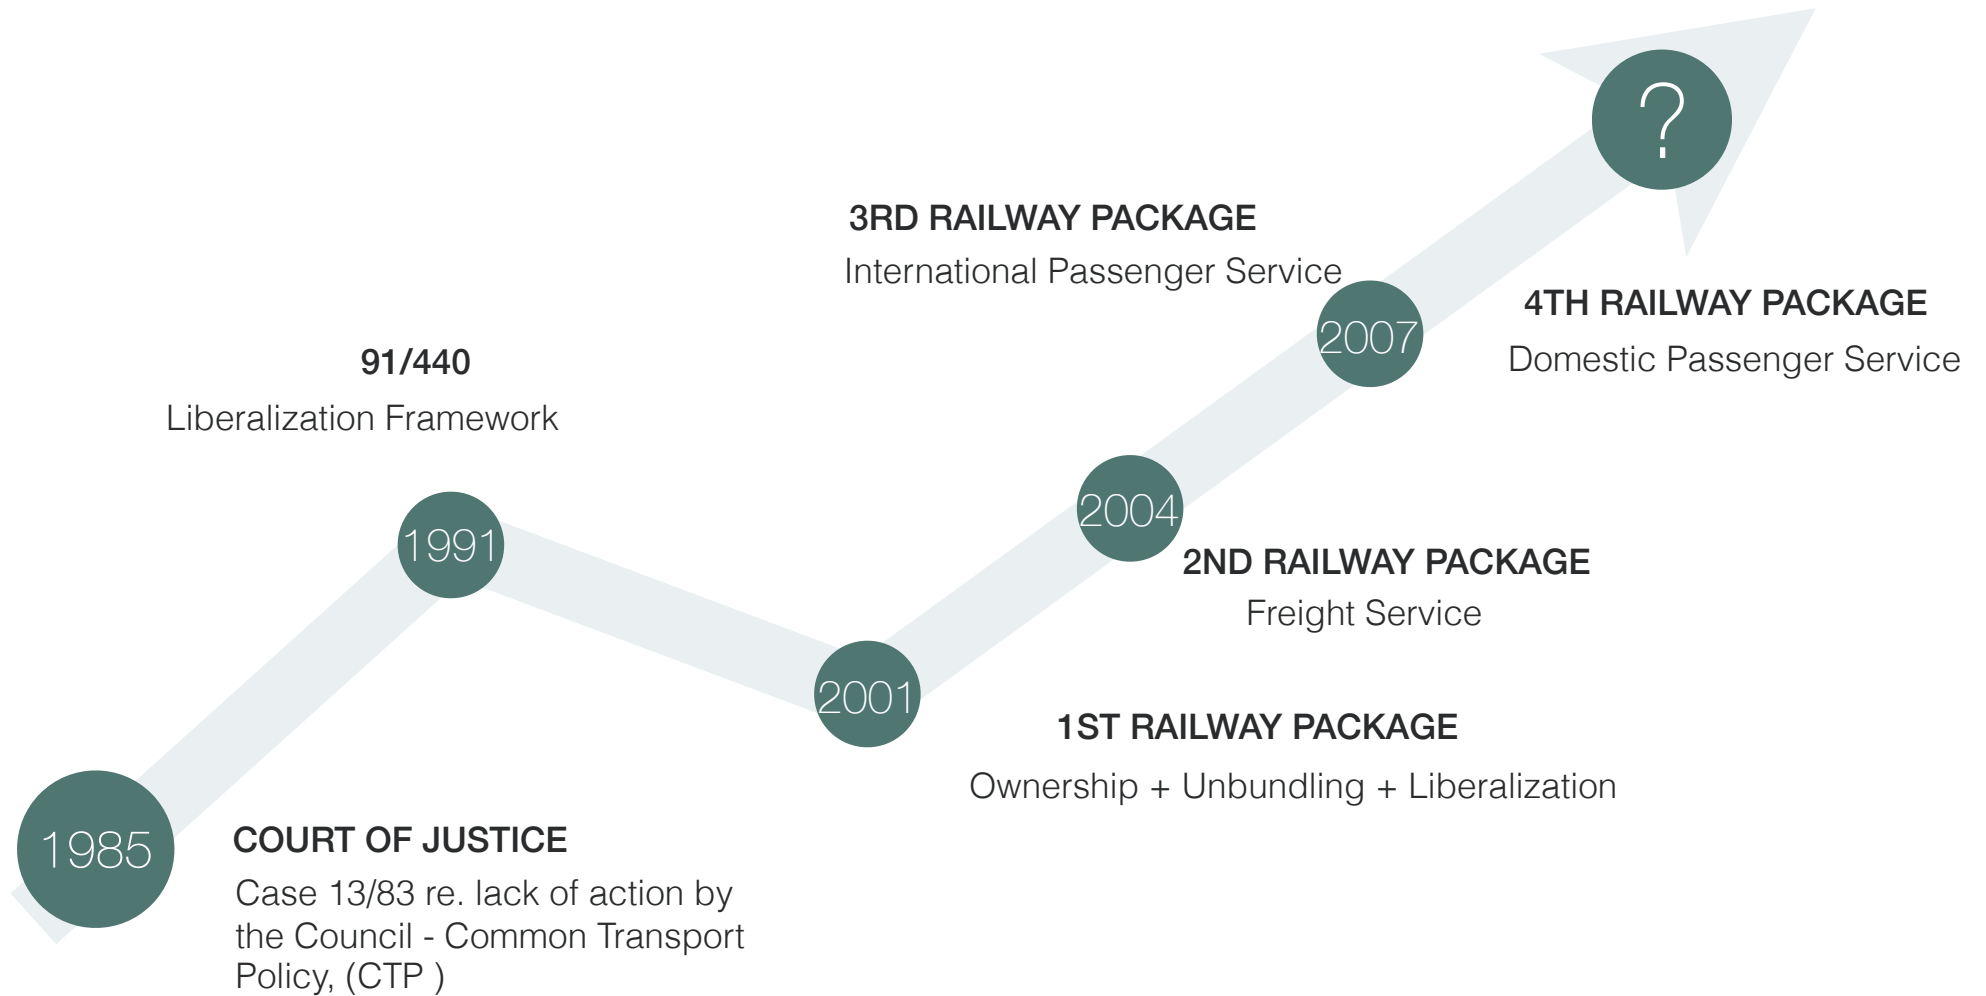 ?
3RD RAILWAY PACKAGE
International Passenger Service
2007
4TH RAILWAY PACKAGE
Domestic Passenger Service
91/440
Liberalization Framework
1991
2004
2ND RAILWAY PACKAGE
Freight Service
2001
1ST RAILWAY PACKAGE
Ownership + Unbundling + Liberalization
1985
COURT OF JUSTICE
Case 13/83 re. lack of action by
the Council - Common Transport
Policy, (CTP )